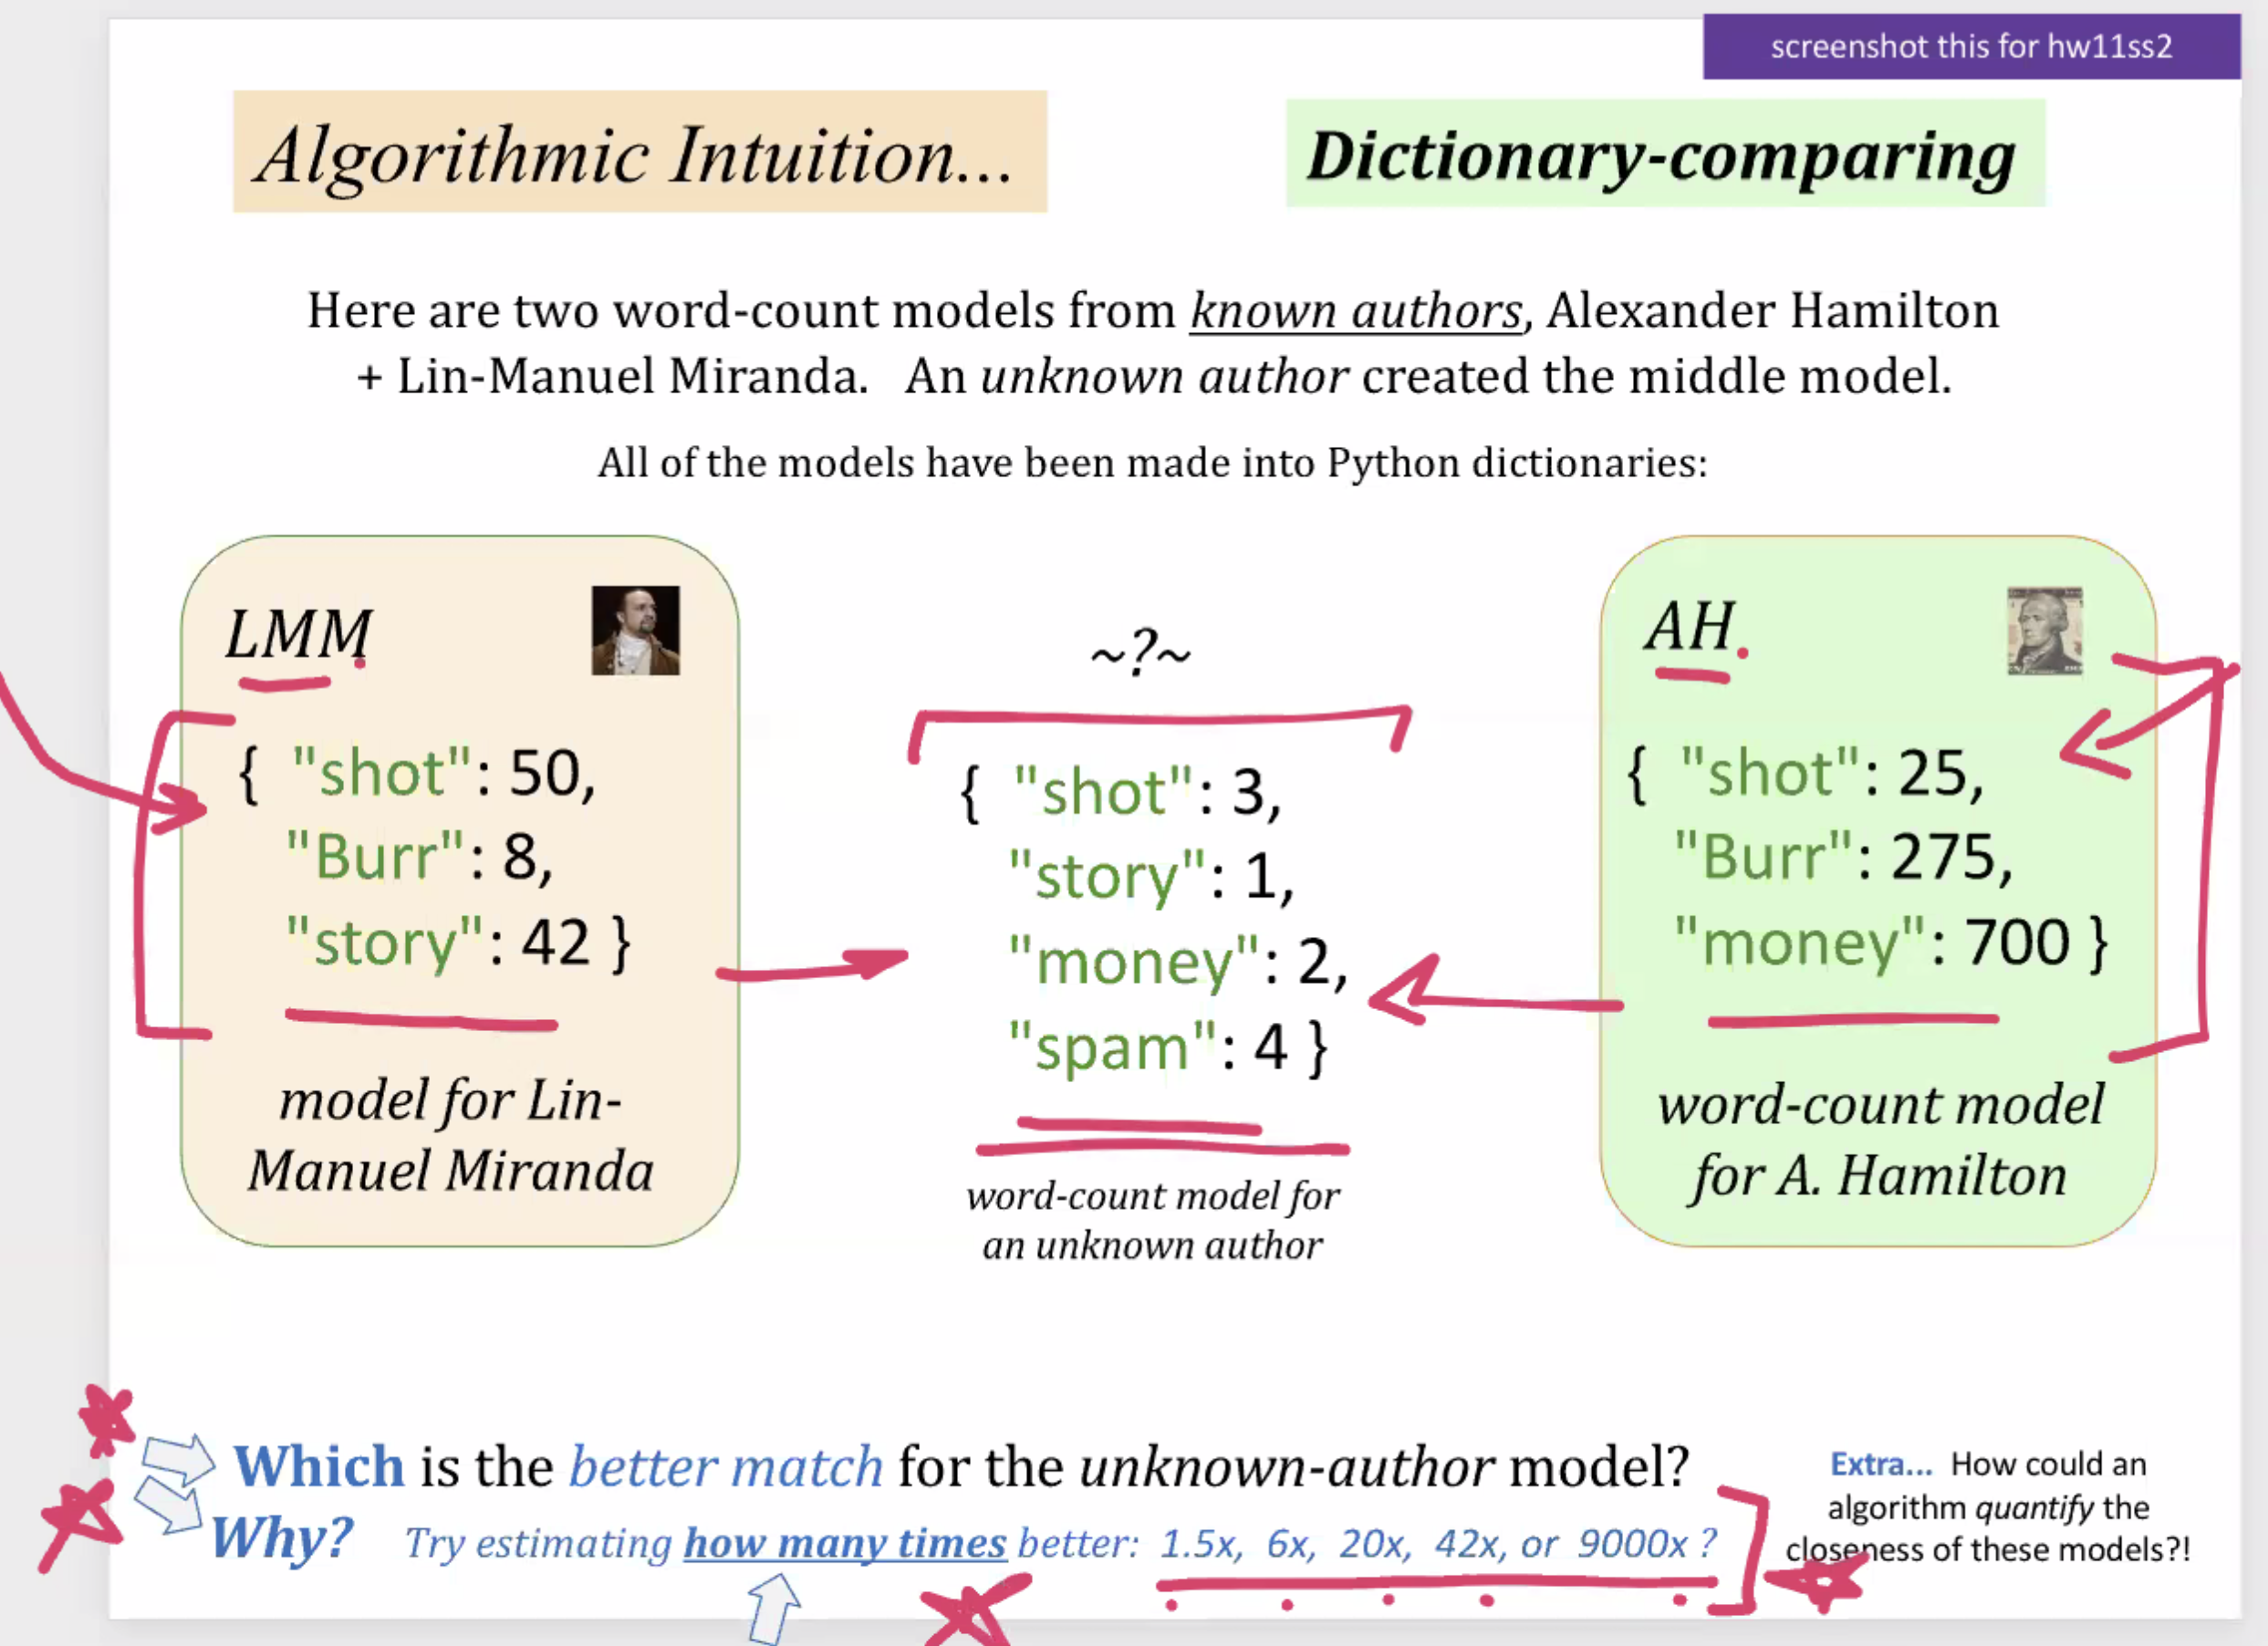 screenshot this for hw11ss2
Algorithmic Intuition...
Dictionary-comparing
Here are two word-count models from known authors, Alexander Hamilton
+ Lin-Manuel Miranda. An unknown author created the middle model.
All of the models have been made into Python dictionaries:
LMM
{ "shot": 50,
"Burr": 8,
"story": 42 }
model for Lin-
Manuel Miranda
~?~
{ "shot": 3,
"story": 1,
"money": 2,
"spam": 4 }
word-count model for
an unknown author
AH
{ "shot": 25,
"Burr": 275,
"money": 700 }
word-count model
for A. Hamilton
Which is the better match for the unknown-author model?
Why? Try estimating how many times better: 1.5x, 6x, 20x, 42x, or 9000x ?
Extra... How could an
algorithm quantify the
closeness of these models?!